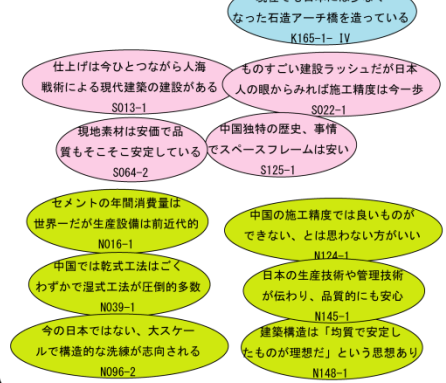 なった石造アーチ橋を造っている
K165-1- IV
仕上げは今ひとつながら人海
戦術による現代建築の建設がある
S013-1
ものすごい建設ラッシュだが日本
人の眼からみれば施工精度は今一歩
S022-1
現地素材は安価で品
質もそこそこ安定している
S064-2
中国独特の歴史、事情
でスペースフレームは安い
S125-1
セメントの年間消費量は
世界一だが生産設備は前近代的
N016-1
中国の施工精度では良いものが
できない、とは思わない方がいい
N124-1
中国では乾式工法はごく
わずかで湿式工法が圧倒的多数
N039-1
日本の生産技術や管理技術
が伝わり、品質的にも安心
N145-1
今の日本ではない、大スケー
ルで構造的な洗練が志向される
N096-2
建築構造は「均質で安定し
たものが理想だ」という思想あり
N148-1